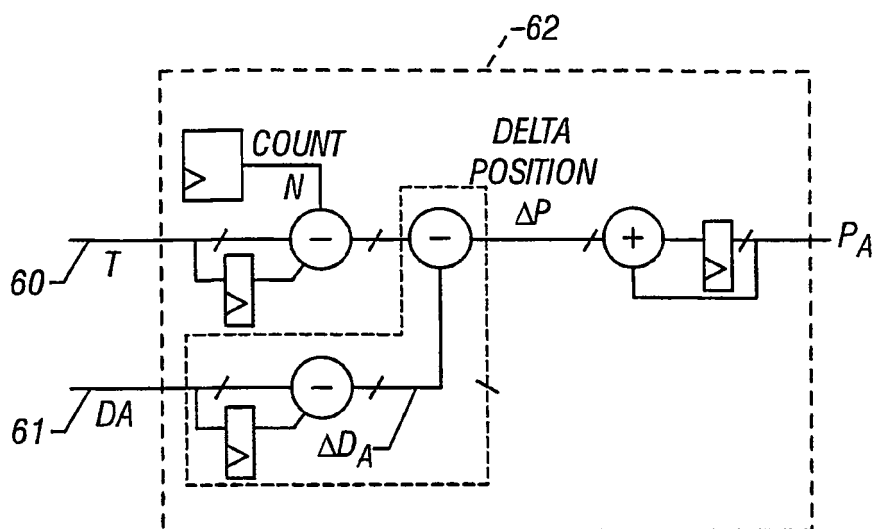 62
COUNT
N
DELTA
POSITION
ΔP
60
T
P_A
61
DA
ΔD_A